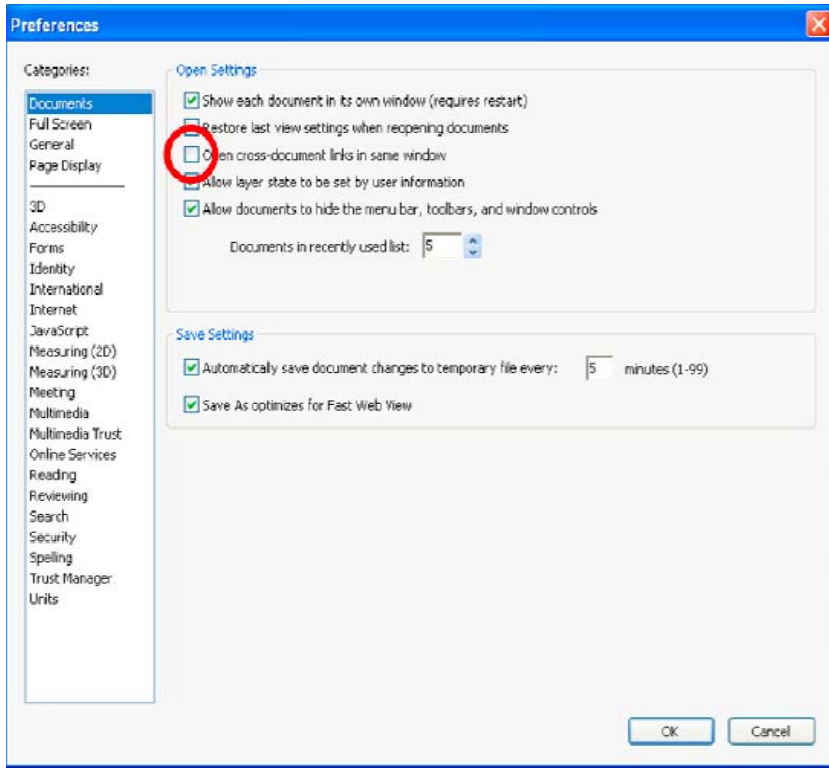 Preferences
Categories:
Documents
Full Screen
General
Page Display
3D
Accessibility
Forms
Identity
International
Internet
JavaScript
Measuring (2D)
Measuring (3D)
Meeting
Multimedia
Multimedia Trust
Online Services
Reading
Reviewing
Search
Security
Spelling
Trust Manager
Units
Open Settings
Show each document in its own window (requires restart)
Restore last view settings when reopening documents
Open cross-document links in same window
Allow layer state to be set by user information
Allow documents to hide the menu bar, toolbars, and window controls
Documents in recently used list: 5
Save Settings
Automatically save document changes to temporary file every: 5 minutes (1-99)
Save As optimizes for Fast Web View
OK Cancel